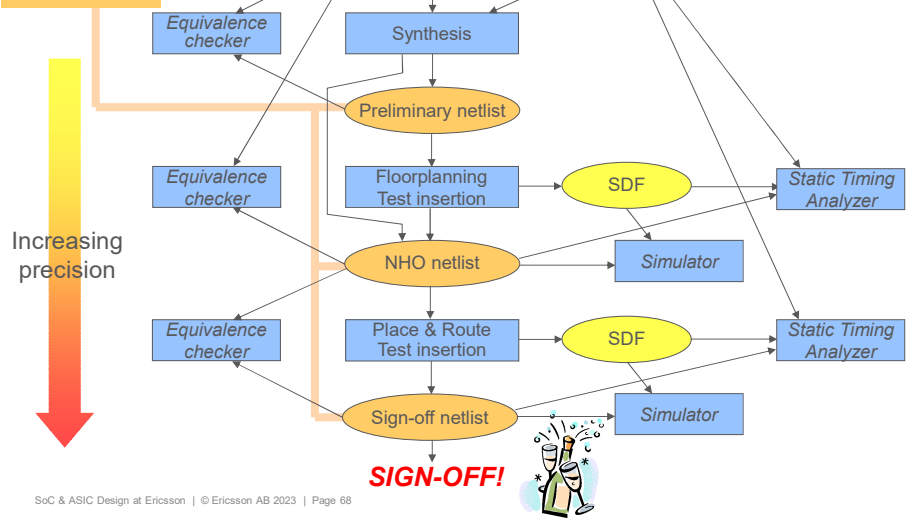 Equivalence
checker
Synthesis
Preliminary netlist
Equivalence
checker
Floorplanning
Test insertion
SDF
Static Timing
Analyzer
Increasing
precision
NHO netlist
Simulator
Equivalence
checker
Place & Route
Test insertion
SDF
Static Timing
Analyzer
Sign-off netlist
Simulator
SIGN-OFF!
SoC & ASIC Design at Ericsson | © Ericsson AB 2023 | Page 68